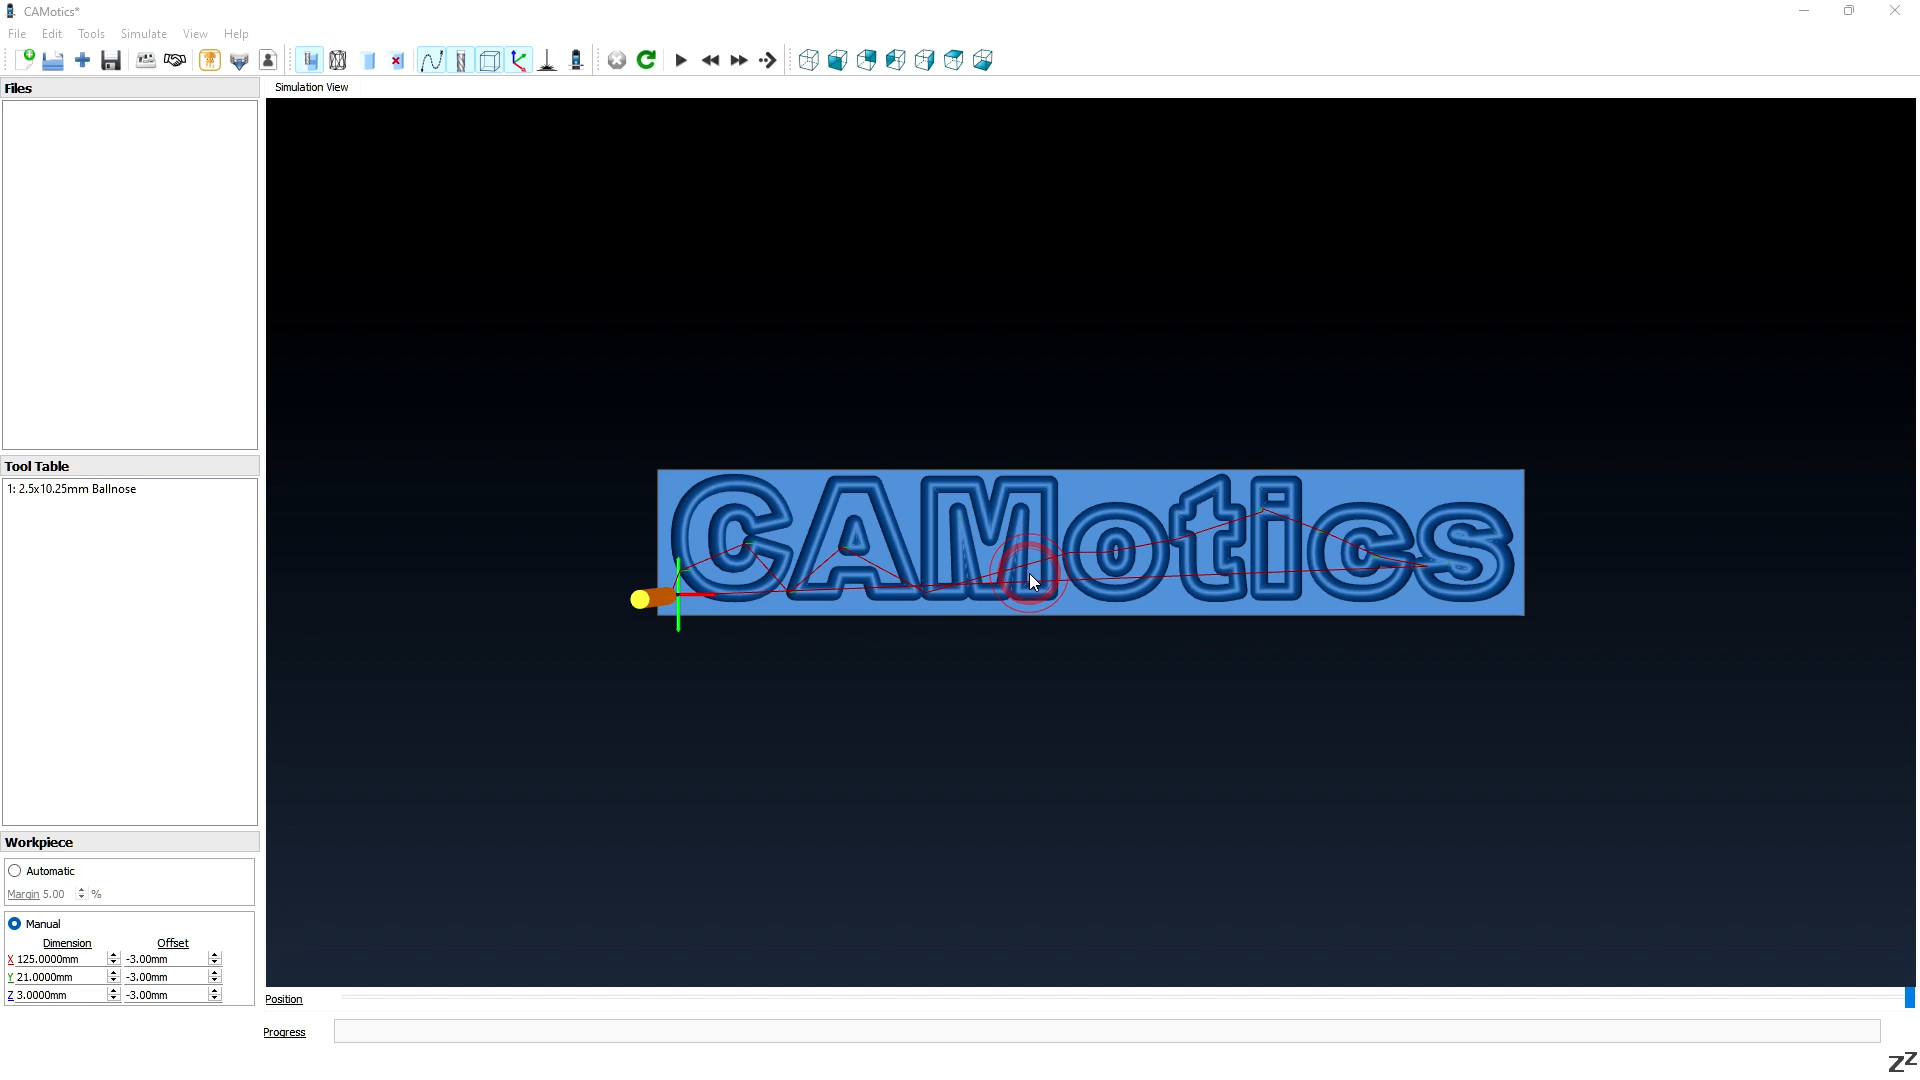 CAMotics*
File Edit Tools Simulate View Help
Files
Simulation View
Tool Table
1: 2.5x10.25mm Ballnose
CAMotics
Workpiece
Automatic
Margin 5.00 %
Manual
Dimension Offset
X 125.0000mm -3.00mm
Y 21.0000mm -3.00mm
Z 3.0000mm -3.00mm
Position
Progress
zz